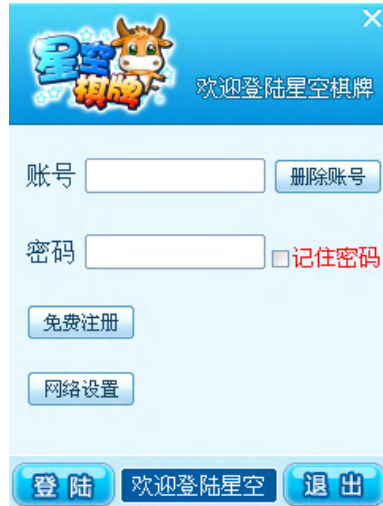 星空
棋牌
欢迎登陆星空棋牌
账号 删除账号
密码 记住密码
免费注册
网络设置
登陆 欢迎登陆星空 退出